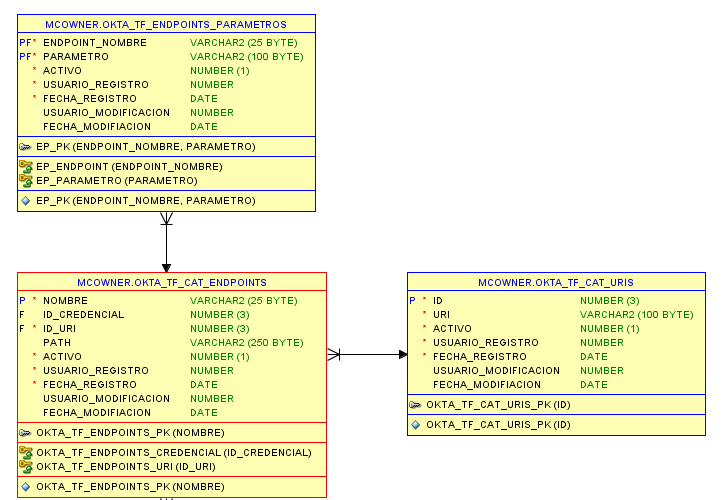 MCOWNER.OKTA_TF_ENDPOINTS_PARAMETROS
PF* ENDPOINT_NOMBRE VARCHAR2 (25 BYTE)
PF* PARAMETRO VARCHAR2 (100 BYTE)
* ACTIVO NUMBER (1)
* USUARIO_REGISTRO NUMBER
* FECHA_REGISTRO DATE
USUARIO_MODIFICACION NUMBER
FECHA_MODIFIACION DATE
EP_PK (ENDPOINT_NOMBRE, PARAMETRO)
EP_ENDPOINT (ENDPOINT_NOMBRE)
EP_PARAMETRO (PARAMETRO)
EP_PK (ENDPOINT_NOMBRE, PARAMETRO)
MCOWNER.OKTA_TF_CAT_ENDPOINTS
P * NOMBRE VARCHAR2 (25 BYTE)
F ID_CREDENCIAL NUMBER (3)
F * ID_URI NUMBER (3)
PATH VARCHAR2 (250 BYTE)
* ACTIVO NUMBER (1)
* USUARIO_REGISTRO NUMBER
* FECHA_REGISTRO DATE
USUARIO_MODIFICACION NUMBER
FECHA_MODIFICACION DATE
OKTA_TF_ENDPOINTS_PK (NOMBRE)
OKTA_TF_ENDPOINTS_CREDENCIAL (ID_CREDENCIAL)
OKTA_TF_ENDPOINTS_URI (ID_URI)
OKTA_TF_ENDPOINTS_PK (NOMBRE)
MCOWNER.OKTA_TF_CAT_URIS
P * ID NUMBER (3)
* URI VARCHAR2 (100 BYTE)
* ACTIVO NUMBER (1)
* USUARIO_REGISTRO NUMBER
* FECHA_REGISTRO DATE
USUARIO_MODIFICACION NUMBER
FECHA_MODIFICACION DATE
OKTA_TF_CAT_URIS_PK (ID)
OKTA_TF_CAT_URIS_PK (ID)